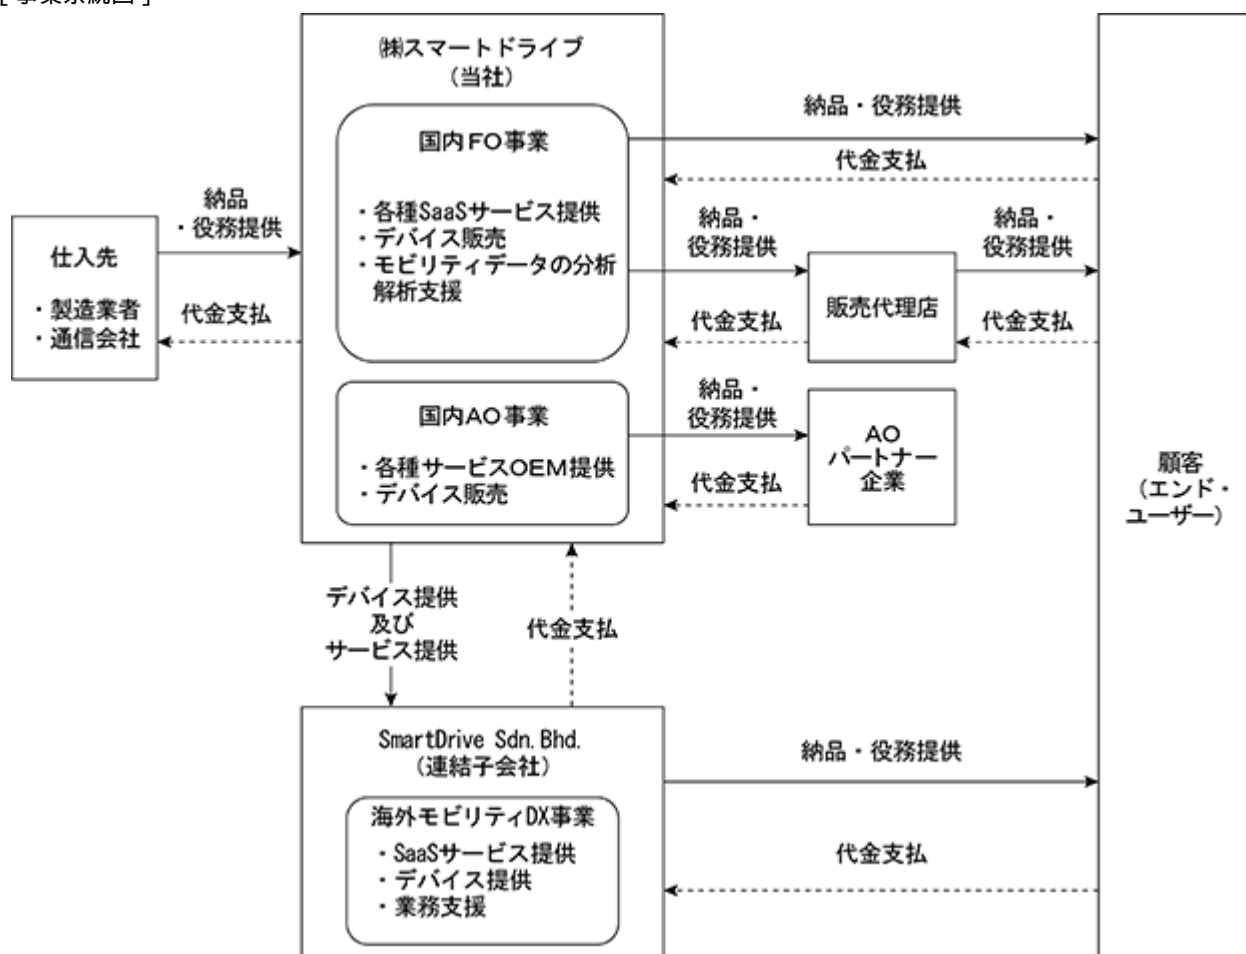 [ 事業系統図 ]
㈱スマートドライブ
(当社)
国内FO事業
・各種SaaSサービス提供
・デバイス販売
・モビリティデータの分析
解析支援
国内AO事業
・各種サービスOEM提供
・デバイス販売
仕入先
・製造業者
・通信会社
納品
・役務提供
代金支払
納品・役務提供
代金支払
納品・
役務提供
代金支払
販売代理店
納品・
役務提供
代金支払
納品・
役務提供
代金支払
AO
パートナー
企業
顧客
(エンド・
ユーザー)
デバイス提供
及び
サービス提供
代金支払
SmartDrive Sdn. Bhd.
(連結子会社)
海外モビリティDX事業
・SaaSサービス提供
・デバイス提供
・業務支援
納品・役務提供
代金支払